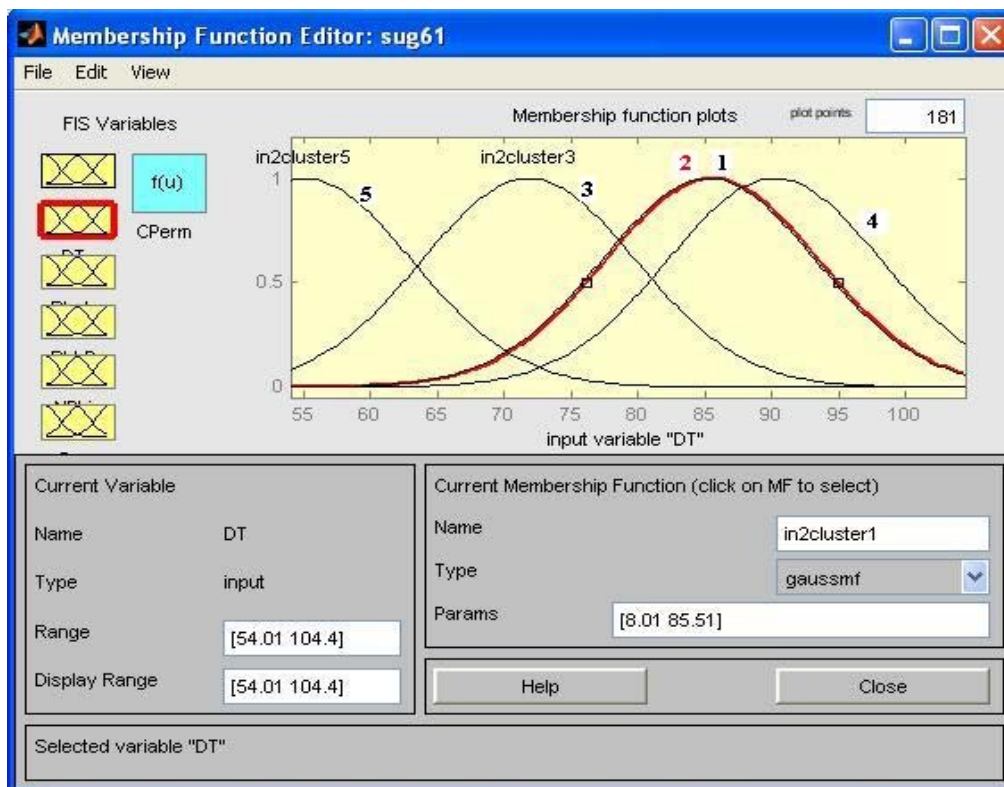 Membership Function Editor: sug61
File Edit View
FIS Variables
f(u)
CPerm
DT
Membership function plots
plot points:
181
in2cluster5
in2cluster3
2 1
5
3
4
1
0.5
0
55 60 65 70 75 80 85 90 95 100
input variable "DT"
Current Variable
Name DT
Type input
Range [54.01 104.4]
Display Range [54.01 104.4]
Current Membership Function (click on MF to select)
Name in2cluster1
Type gaussmf
Params [8.01 85.51]
Help
Close
Selected variable "DT"